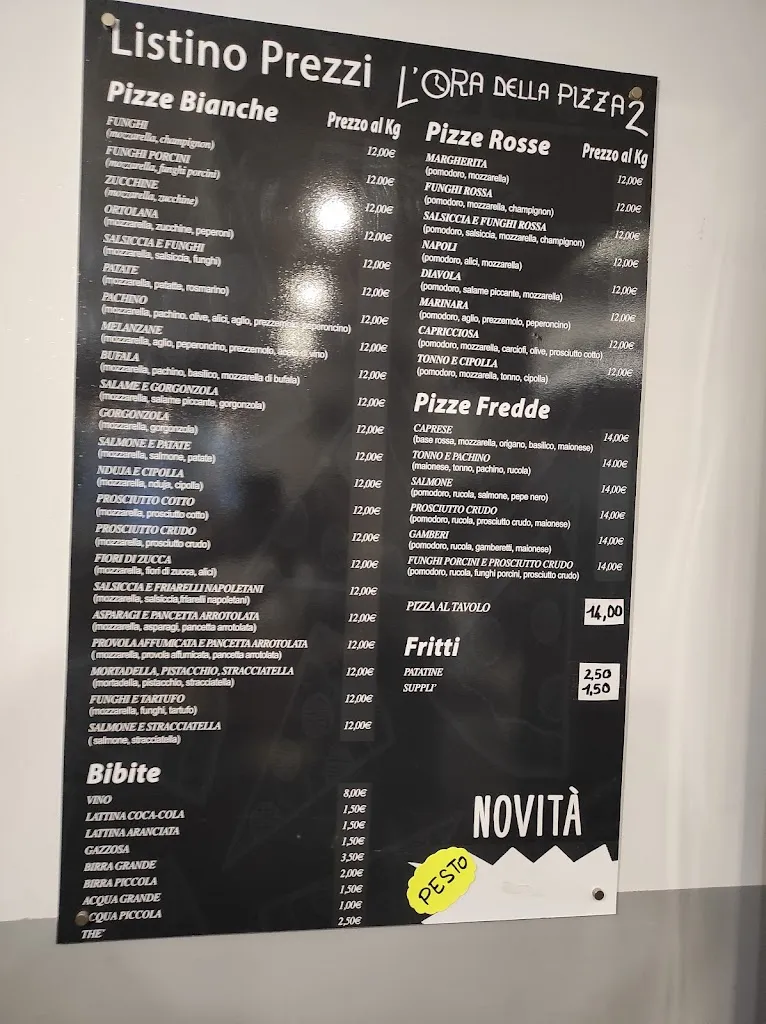 Listino Prezzi
L'ORA DELLA PIZZA 2
Pizze Bianche
Prezzo al Kg
FUNGHI
(mozzarella, champignon)
12,00€
FUNGHI PORCINI
(mozzarella, funghi porcini)
12,00€
ZUCCHINE
(mozzarella, zucchine)
12,00€
ORTOLANA
(mozzarella, zucchine, peperoni)
12,00€
SALSICCIA E FUNGHI
(mozzarella, salsiccia, funghi)
12,00€
PATATE
(mozzarella, patatte, rosmarino)
12,00€
PACHINO
(mozzarella, pachino, olive, alici, aglio, prezzemolo, peperoncino)
12,00€
MELANZANE
(mozzarella, aglio, peperoncino, prezzemolo, aceto di vino)
12,00€
BUFALA
(mozzarella, pachino, basilico, mozzarella di bufala)
12,00€
SALAME E GORGONZOLA
(mozzarella, salame piccante, gorgonzola)
12,00€
GORGONZOLA
(mozzarella, gorgonzola)
12,00€
SALMONE E PATATE
(mozzarella, salmone, patate)
12,00€
NDUJA E CIPOLLA
(mozzarella, nduja, cipolla)
12,00€
PROSCIUTTO COTTO
(mozzarella, prosciutto cotto)
12,00€
PROSCIUTTO CRUDO
(mozzarella, prosciutto crudo)
12,00€
FIORI DI ZUCCA
(mozzarella, fiori di zucca, alici)
12,00€
SALSICCIA E FRIARELLI NAPOLETANI
(mozzarella, salsiccia,friarelli napoletani)
12,00€
ASPARAGI E PANCETTA ARROTOLATA
(mozzarella, asparagi, pancetta arrotolata)
12,00€
PROVOLA AFFUMICATA E PANCETTA ARROTOLATA
( mozzarella, provola affumicata, pancetta arrotolata)
12,00€
MORTADELLA, PISTACCHIO, STRACCIATELLA
(mortadella, pistacchio, stracciatella)
12,00€
FUNGHI E TARTUFO
(mozzarella, funghi, tartufo)
12,00€
SALMONE E STRACCIATELLA
( salmone, stracciatella)
12,00€
Bibite
VINO 8,00€
LATTINA COCA-COLA 1,50€
LATTINA ARANCIATA 1,50€
GAZZOSA 1,50€
BIRRA GRANDE 3,50€
BIRRA PICCOLA 2,00€
ACQUA GRANDE 1,50€
CQUA PICCOLA 1,00€
THE' 2,50€
Pizze Rosse
Prezzo al Kg
MARGHERITA
(pomodoro, mozzarella)
12,00€
FUNGHI ROSSA
(pomodoro, mozzarella, champignon)
12,00€
SALSICCIA E FUNGHI ROSSA
(pomodoro, salsiccia, mozzarella, champignon)
12,00€
NAPOLI
(pomodoro, alici, mozzarella)
12,00€
DIAVOLA
(pomodoro, salame piccante, mozzarella)
12,00€
MARINARA
(pomodoro, aglio, prezzemolo, peperoncino)
12,00€
CAPRICCIOSA
(pomodoro, mozzarella, carciofi, olive, prosciutto cotto)
12,00€
TONNO E CIPOLLA
(pomodoro, mozzarella, tonno, cipolla)
12,00€
Pizze Fredde
CAPRESE
(base rossa, mozzarella, origano, basilico, maionese)
14,00€
TONNO E PACHINO
(maionese, tonno, pachino, rucola)
14,00€
SALMONE
(pomodoro, rucola, salmone, pepe nero)
14,00€
PROSCIUTTO CRUDO
(pomodoro, rucola, prosciutto crudo, maionese)
14,00€
GAMBERI
(pomodoro, rucola, gamberetti, maionese)
14,00€
FUNGHI PORCINI E PROSCIUTTO CRUDO
(pomodoro, rucola, funghi porcini, prosciutto crudo)
14,00€
PIZZA AL TAVOLO 14,00
Fritti
PATATINE 2,50
SUPPLI' 1,50
NOVITÀ
PESTO